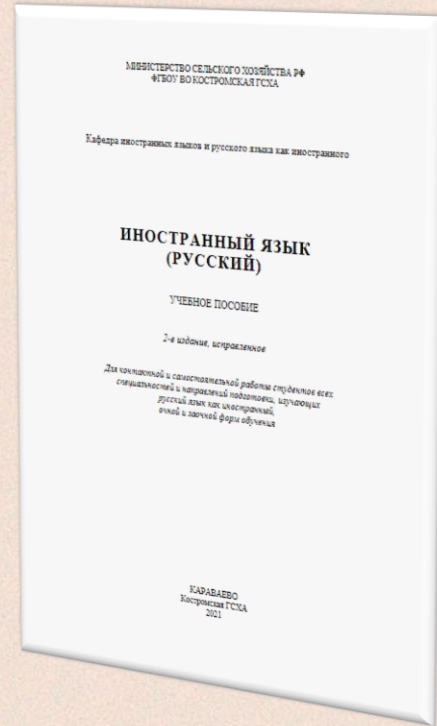 МИНИСТЕРСТВО СЕЛЬСКОГО ХОЗЯЙСТВА РФ
ФГБОУ ВО КОСТРОМСКАЯ ГСХА
Кафедра иностранных языков и русского языка как иностранного
ИНОСТРАННЫЙ ЯЗЫК
(РУССКИЙ)
УЧЕБНОЕ ПОСОБИЕ
2-е издание, исправленное
Для контактной и самостоятельной работы студентов всех
специальностей и направлений подготовки, изучающих
русский язык как иностранный,
очной и заочной форм обучения
КАРАВАЕВО
Костромская ГСХА
2021